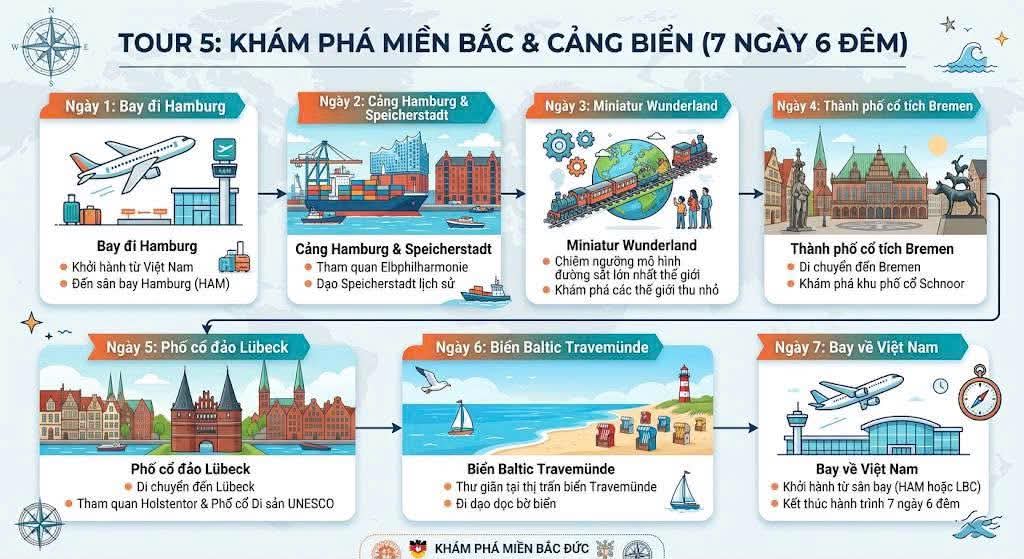 N
W
E
S
TOUR 5: KHÁM PHÁ MIỀN BẮC & CẢNG BIỂN (7 NGÀY 6 ĐÊM)
Ngày 1: Bay đi Hamburg
Bay đi Hamburg
Khởi hành từ Việt Nam
Đến sân bay Hamburg (HAM)
Ngày 2: Cảng Hamburg &
Speicherstadt
Cảng Hamburg & Speicherstadt
Tham quan Elbphilharmonie
Dạo Speicherstadt lịch sử
Ngày 3: Miniatur Wunderland
Miniatur Wunderland
Chiêm ngưỡng mô hình
đường sắt lớn nhất thế giới
Khám phá các thế giới thu nhỏ
Ngày 4: Thành phố cổ tích Bremen
Thành phố cổ tích Bremen
Di chuyển đến Bremen
Khám phá khu phố cổ Schnoor
Ngày 5: Phố cổ đảo Lübeck
Phố cổ đảo Lübeck
Di chuyển đến Lübeck
Tham quan Holstentor & Phố cổ Di sản UNESCO
Ngày 6: Biển Baltic Travemünde
Biển Baltic Travemünde
Thư giãn tại thị trấn biển Travemünde
Đi dạo dọc bờ biển
Ngày 7: Bay về Việt Nam
Bay về Việt Nam
Khởi hành từ sân bay (HAM hoặc LBC)
Kết thúc hành trình 7 ngày 6 đêm
KHÁM PHÁ MIỀN BẮC ĐỨC